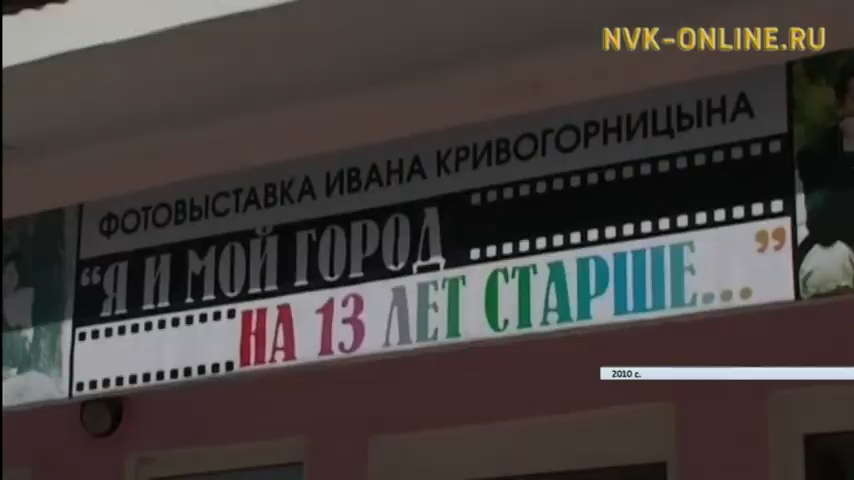 NVK-ONLINE.RU
ФОТОВЫСТАВКА ИВАНА КРИВОГОРНИЦЫНА
“Я И МОЙ ГОРОД
НА 13 ЛЕТ СТАРШЕ...”
2010 с.